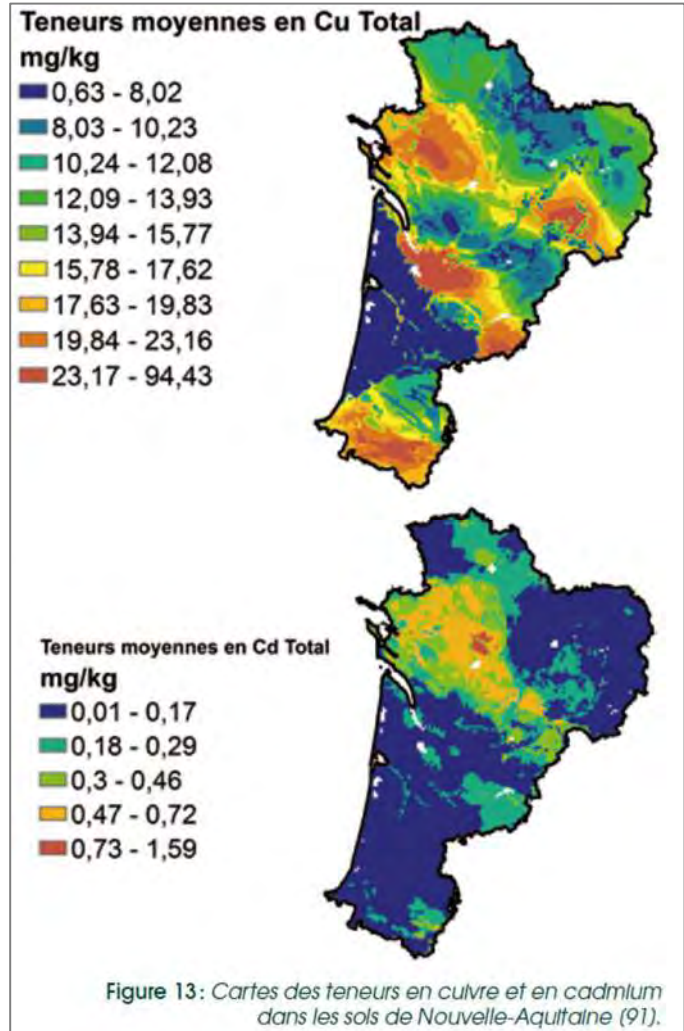 Teneurs moyennes en Cu Total
mg/kg
0,63 - 8,02
8,03 - 10,23
10,24 - 12,08
12,09 - 13,93
13,94 - 15,77
15,78 - 17,62
17,63 - 19,83
19,84 - 23,16
23,17 - 94,43
Teneurs moyennes en Cd Total
mg/kg
0,01 - 0,17
0,18 - 0,29
0,3 - 0,46
0,47 - 0,72
0,73 - 1,59
Figure 13 : Cartes des teneurs en cuivre et en cadmium
dans les sols de Nouvelle-Aquitaine (91).